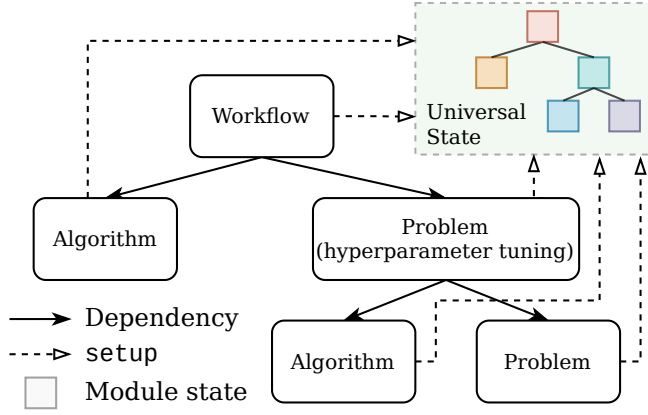 Universal
State
Workflow
Algorithm
Problem
(hyperparameter tuning)
Dependency
setup
Module state
Algorithm
Problem